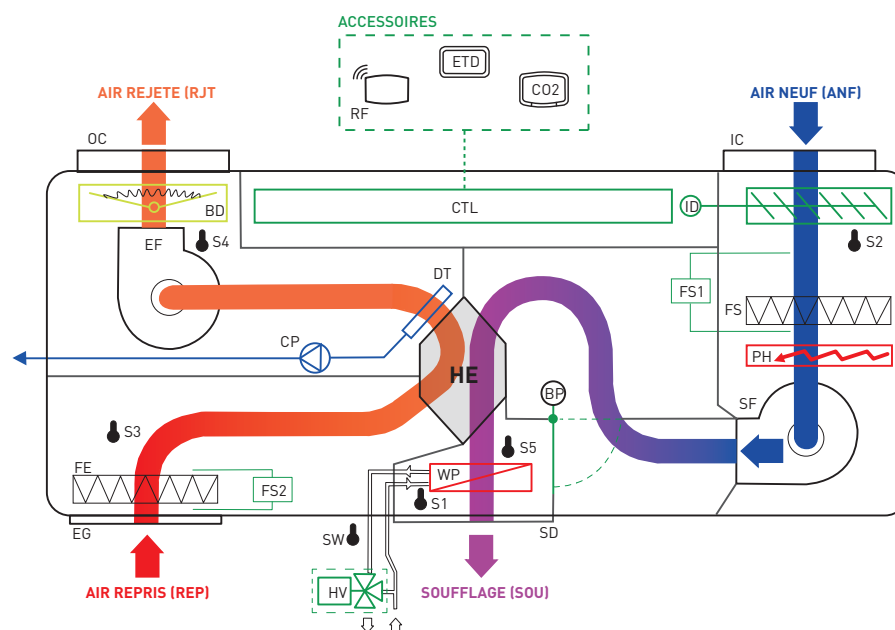 ACCESSOIRES
ETD
CO2
RF
AIR REJETE (RJT
AIR NEUF (ANF)
OC
IC
BD
CTL
ID
EF
S4
S2
DT
FS1
FS
CP
HE
PH
BP
SF
S3
S5
FE
WP
FS2
S1
EG
SW
SD
HV
AIR REPRIS (REP)
SOUFFLAGE (SOU)